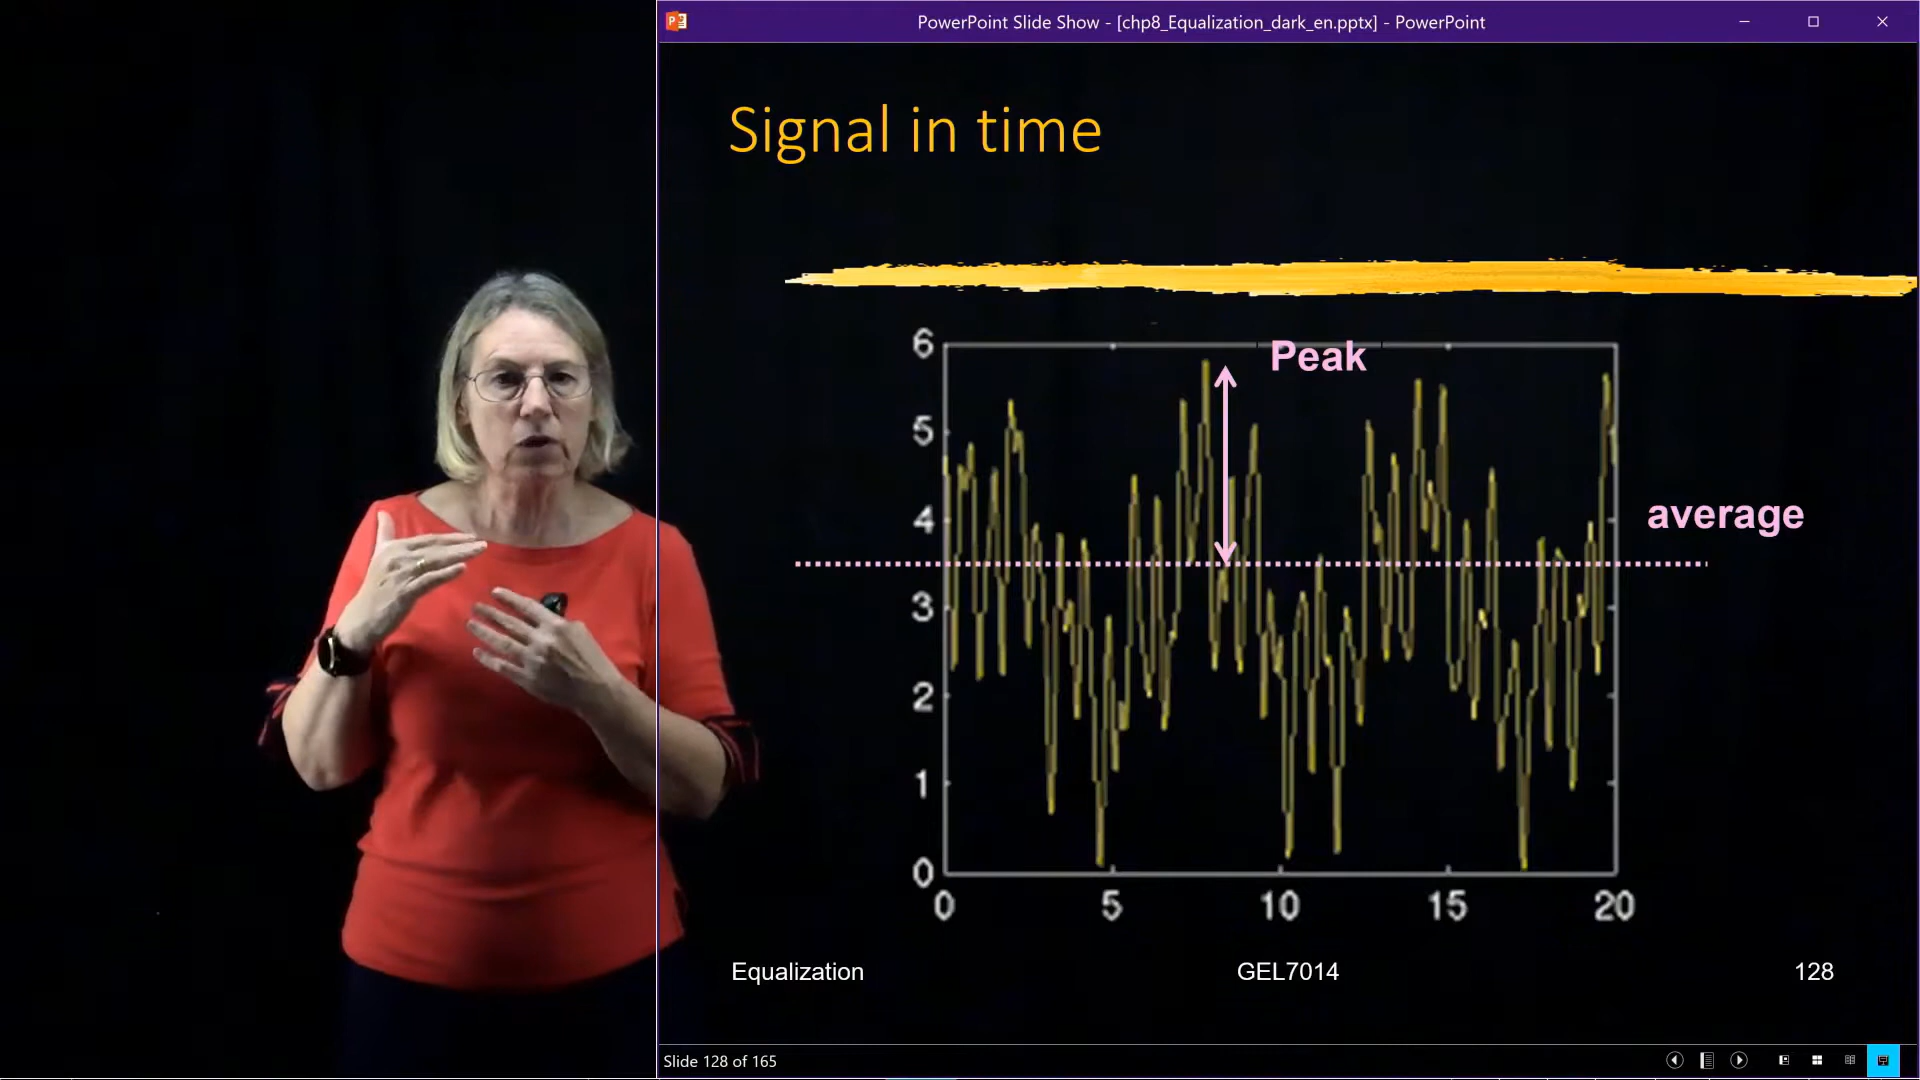 PowerPoint Slide Show - [chp8_Equalization_dark_en.pptx] - PowerPoint
Signal in time
6
Peak
5
average
4
3
2
1
0
0 5 10 15 20
Equalization GEL7014 128
Slide 128 of 165